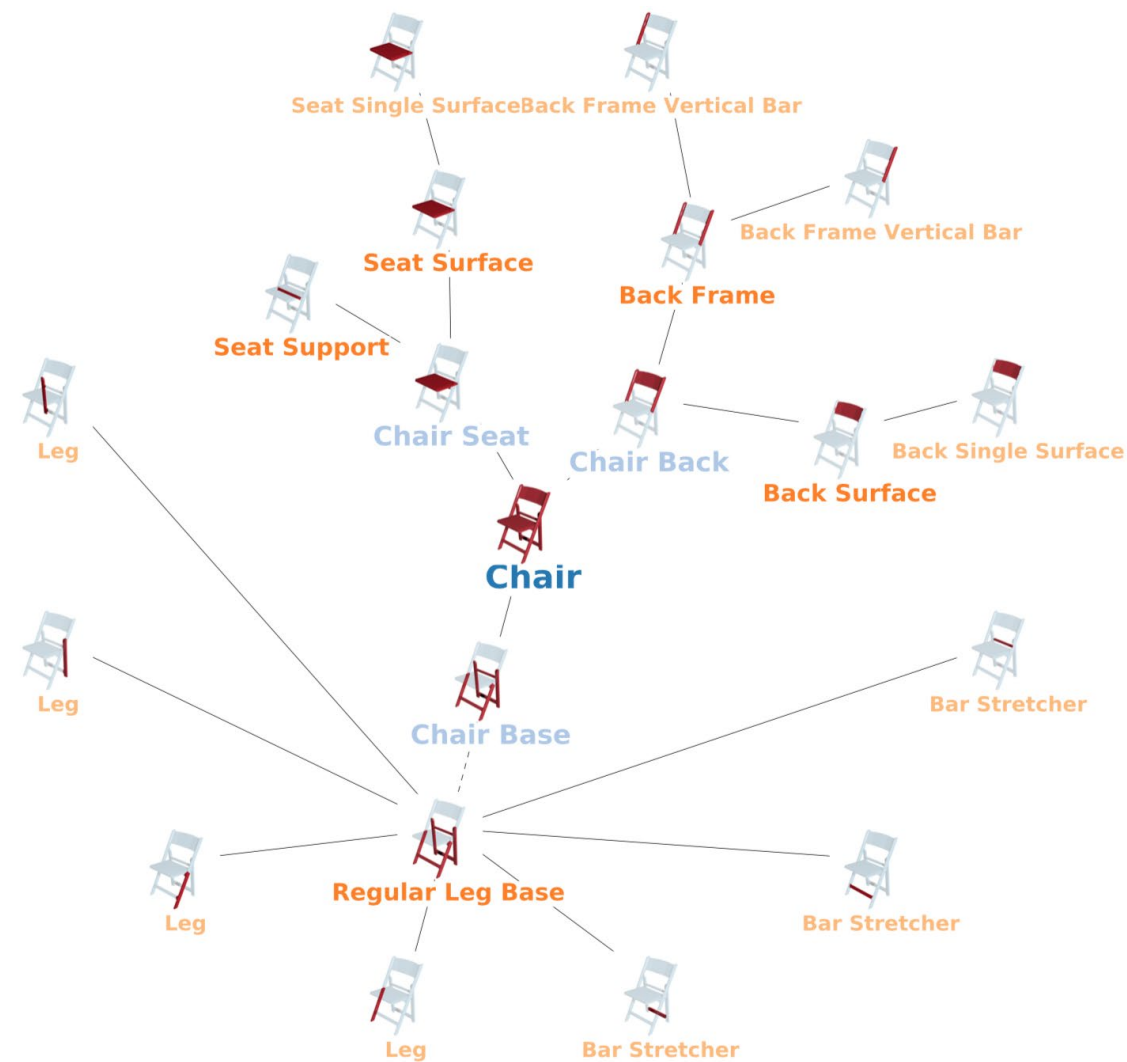 Seat Single Surface
Back Frame Vertical Bar
Back Frame Vertical Bar
Seat Surface
Back Frame
Seat Support
Chair Seat
Leg
Back Single Surface
Chair Back
Back Surface
Chair
Leg
Bar Stretcher
Chair Base
Regular Leg Base
Leg
Bar Stretcher
Leg
Bar Stretcher